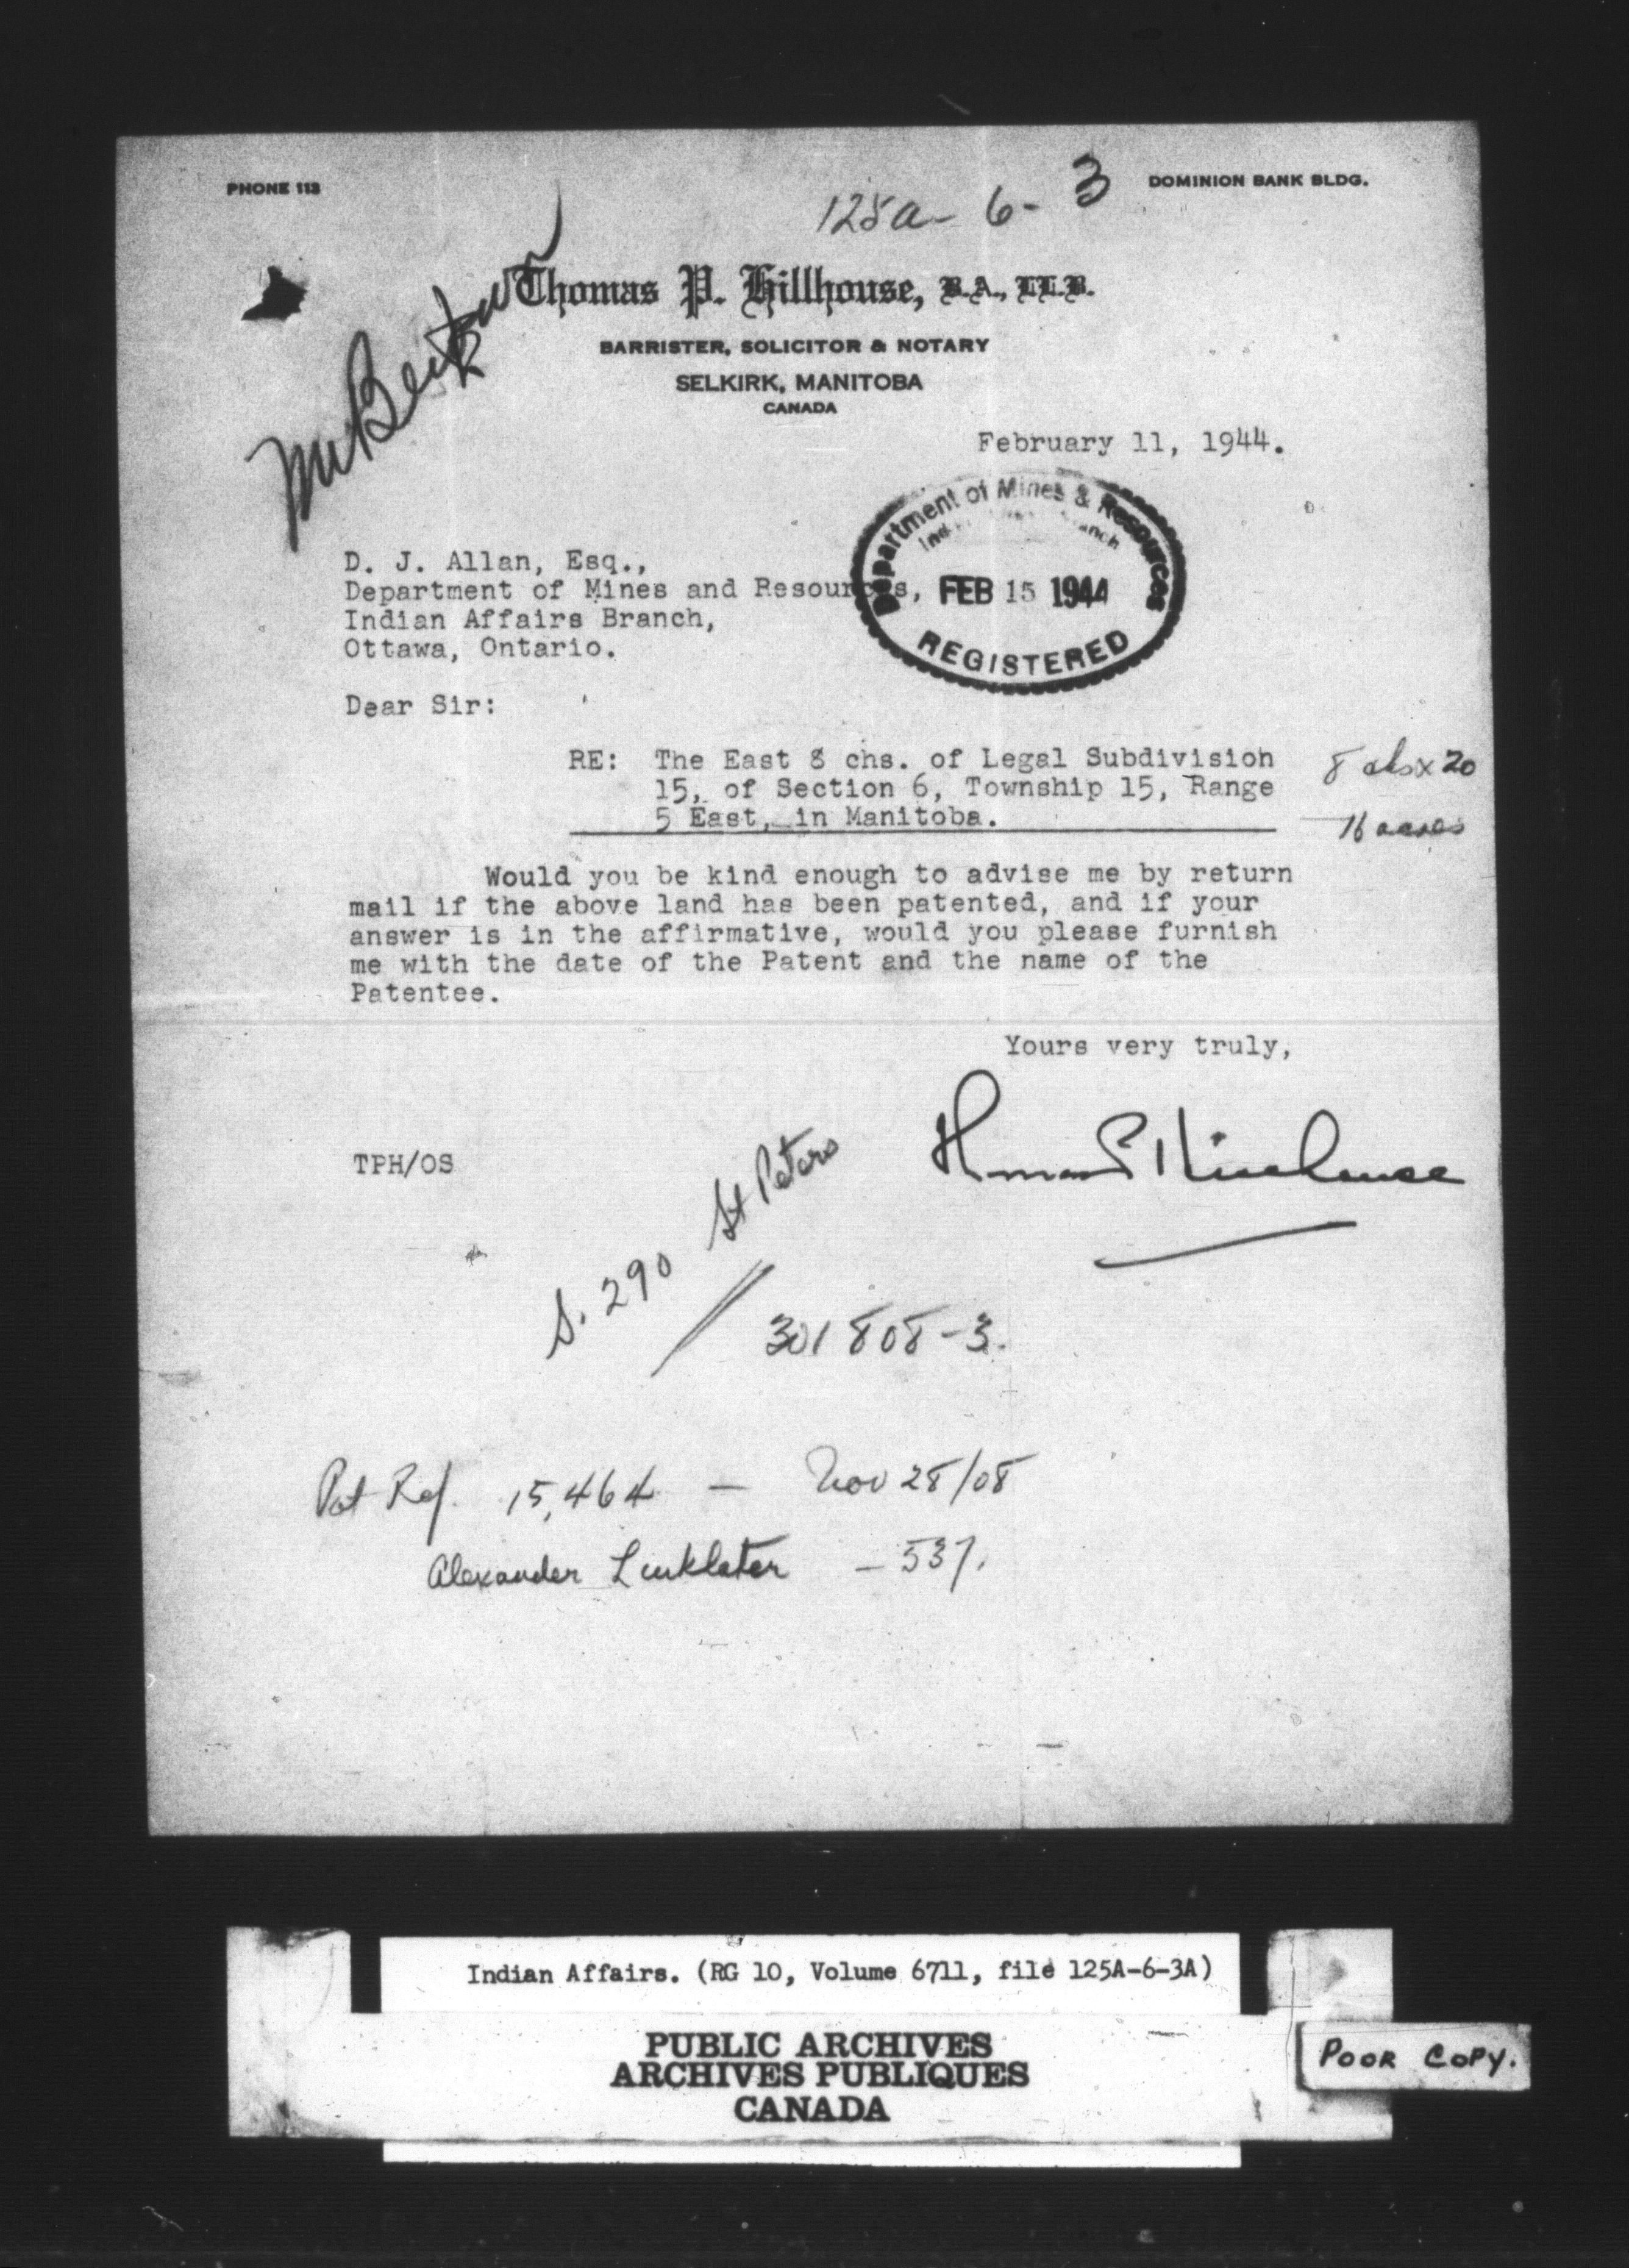 PHONE 113
DOMINION BANK BLDG.
125a- 6- 3
Thomas P. Hillhouse, B.A., LL.B.
BARRISTER, SOLICITOR & NOTARY
SELKIRK, MANITOBA
CANADA
February 11, 1944.
Department of Mines & Resources
FEB 15 1944
REGISTERED
D. J. Allan, Esq.,
Department of Mines and Resources,
Indian Affairs Branch,
Ottawa, Ontario.
Dear Sir:
RE: The East 8 chs. of Legal Subdivision
15, of Section 6, Township 15, Range
5 East, in Manitoba.
8 chs x 20
16 acres
Would you be kind enough to advise me by return
mail if the above land has been patented, and if your
answer is in the affirmative, would you please furnish
me with the date of the Patent and the name of the
Patentee.
Yours very truly,
Thomas P Hillhouse
TPH/OS
S. 290 St Peters
301808-3.
Pat Ref. 15,464 - Nov 28/08
Alexander Linklater - 537.
Indian Affairs. (RG 10, Volume 6711, file 125A-6-3A)
PUBLIC ARCHIVES
ARCHIVES PUBLIQUES
CANADA
POOR COPY.